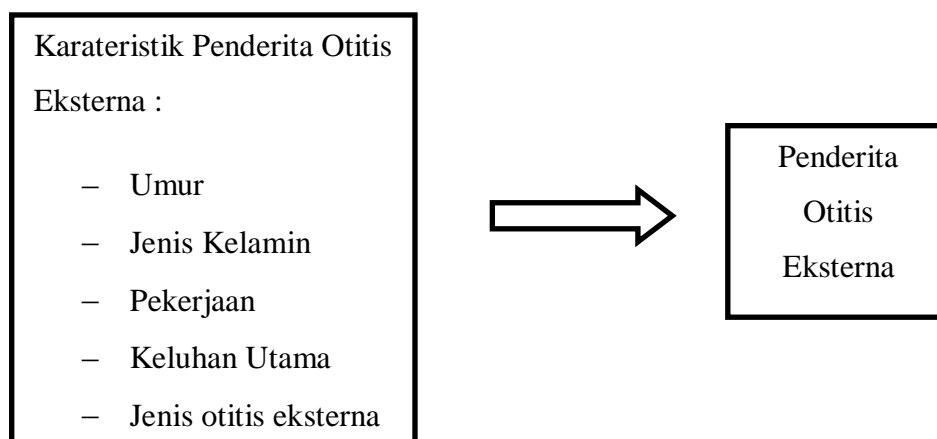 Karateristik Penderita Otitis
Eksterna :
– Umur
– Jenis Kelamin
– Pekerjaan
– Keluhan Utama
– Jenis otitis eksterna
Penderita
Otitis
Eksterna